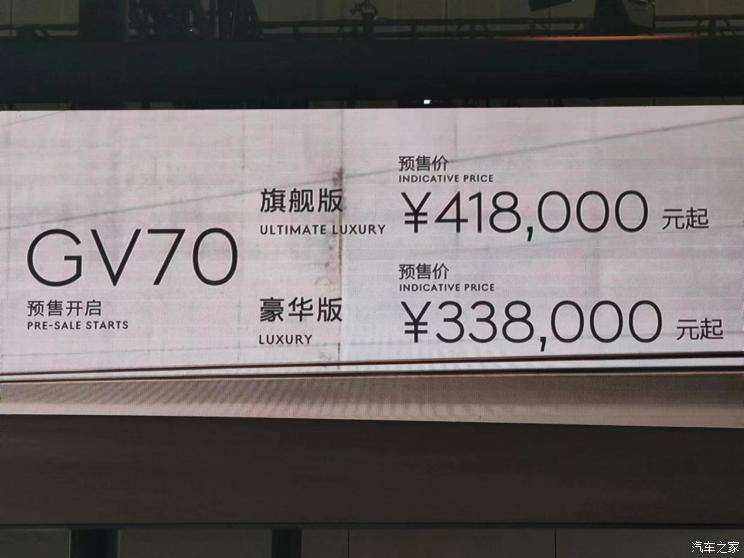 GV70
预售开启
PRE-SALE STARTS
旗舰版
ULTIMATE LUXURY
预售价
INDICATIVE PRICE
¥418,000 元起
豪华版
LUXURY
预售价
INDICATIVE PRICE
¥338,000 元起
汽车之家